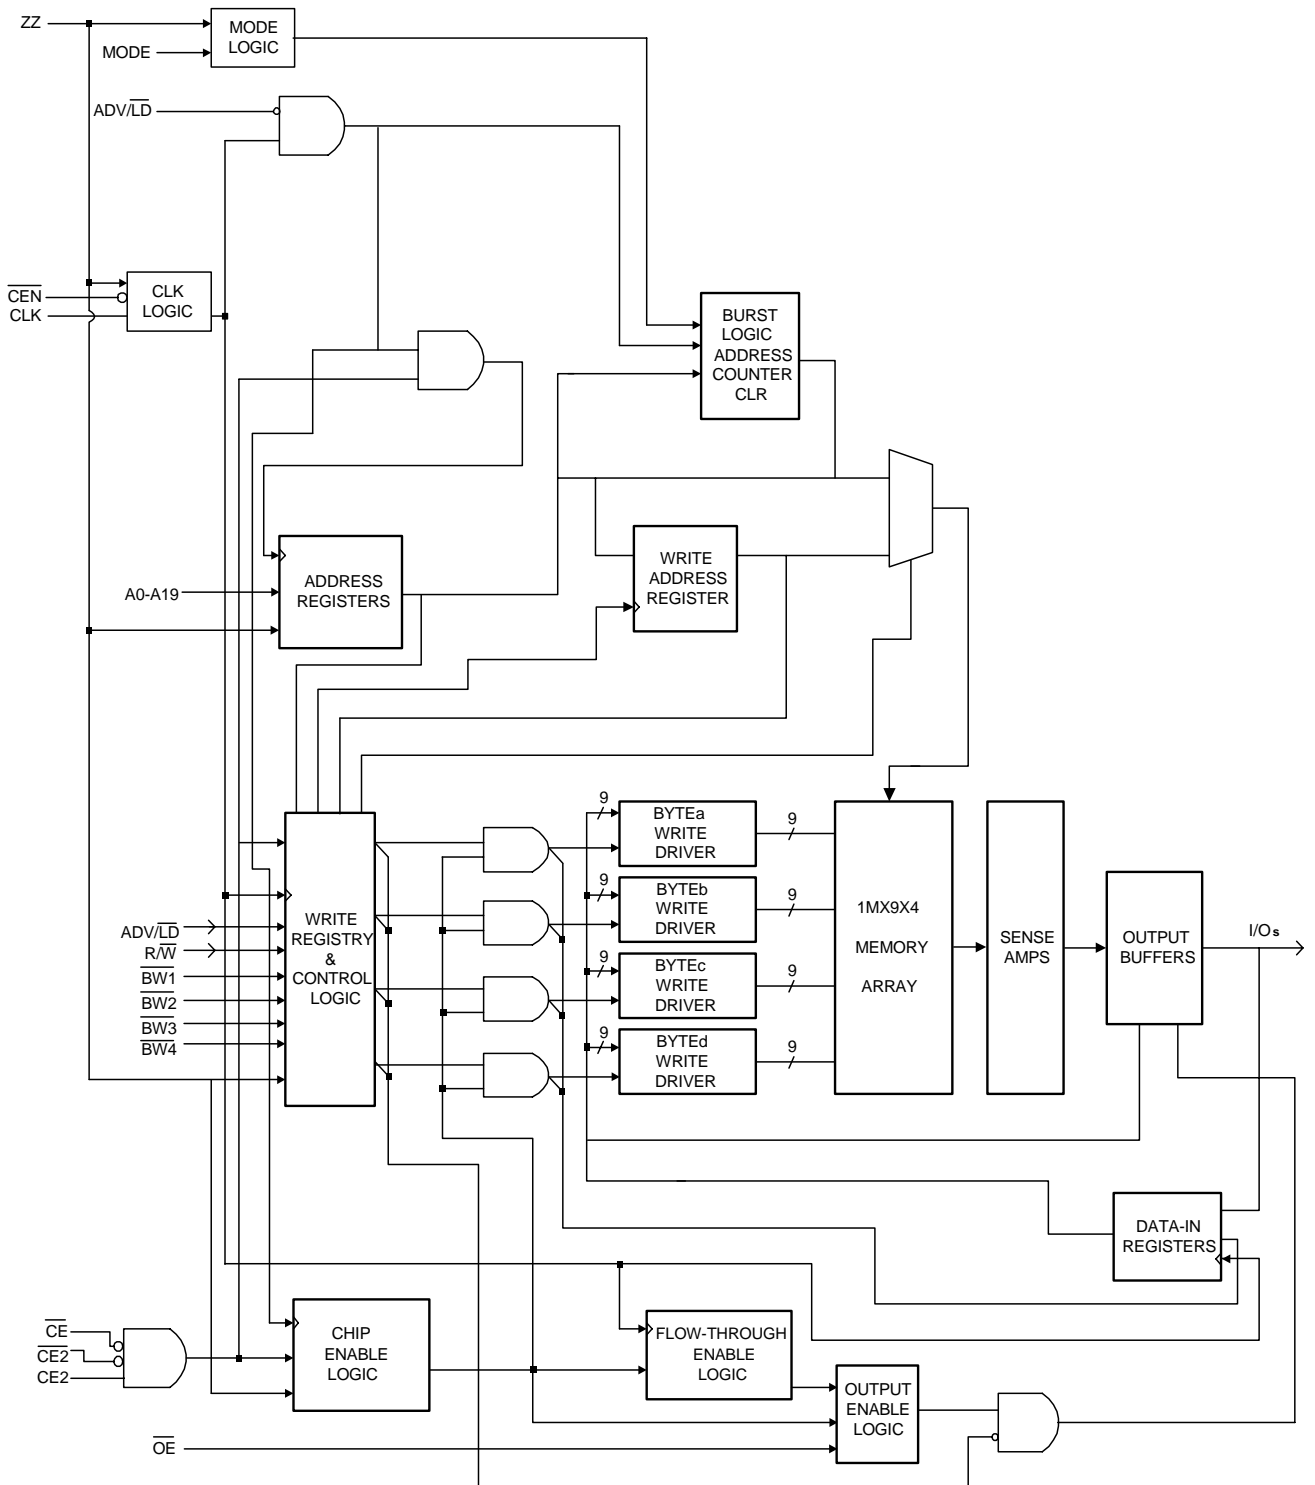 ZZ
MODE
LOGIC
MODE
ADV/LD
CEN
CLK
CLK
LOGIC
BURST
LOGIC
ADDRESS
COUNTER
CLR
A0-A19
ADDRESS
REGISTERS
WRITE
ADDRESS
REGISTER
ADV/LD
R/W
BW1
BW2
BW3
BW4
WRITE
REGISTRY
&
CONTROL
LOGIC
9
BYTEa
WRITE
DRIVER
9
9
BYTEb
WRITE
DRIVER
9
9
BYTEc
WRITE
DRIVER
9
9
BYTEd
WRITE
DRIVER
9
1MX9X4
MEMORY
ARRAY
SENSE
AMPS
OUTPUT
BUFFERS
I/Os
DATA-IN
REGISTERS
CE
CE2
CE2
CHIP
ENABLE
LOGIC
FLOW-THROUGH
ENABLE
LOGIC
OUTPUT
ENABLE
LOGIC
OE